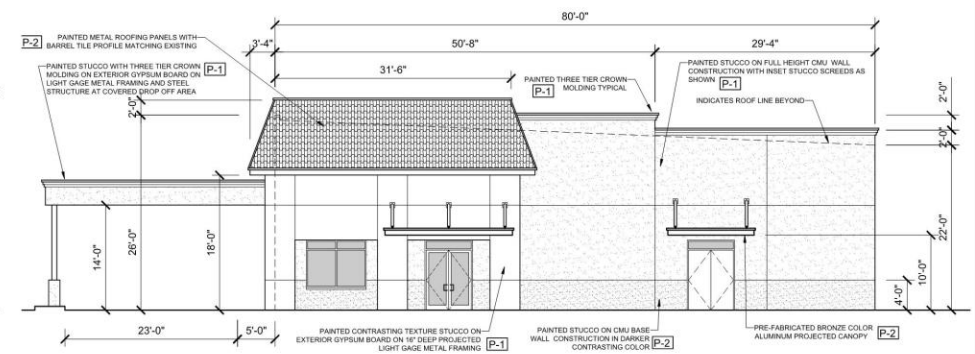 80'-0"
P-2 PAINTED METAL ROOFING PANELS WITH
BARREL TILE PROFILE MATCHING EXISTING
3'-4"
50'-8"
29'-4"
PAINTED STUCCO WITH THREE TIER CROWN
MOLDING ON EXTERIOR GYPSUM BOARD ON P-1
LIGHT GAGE METAL FRAMING AND STEEL
STRUCTURE AT COVERED DROP OFF AREA
31'-6"
PAINTED THREE TIER CROWN
P-1 MOLDING TYPICAL
PAINTED STUCCO ON FULL HEIGHT CMU WALL
CONSTRUCTION WITH INSET STUCCO SCREEDS AS
SHOWN P-1
INDICATES ROOF LINE BEYOND
2'-0"
2'-0"
2'-0"
14'-0"
26'-0"
18'-0"
22'-0"
10'-0"
4'-0"
23'-0"
5'-0"
PAINTED CONTRASTING TEXTURE STUCCO ON
EXTERIOR GYPSUM BOARD ON 16" DEEP PROJECTED
LIGHT GAGE METAL FRAMING P-1
PAINTED STUCCO ON CMU BASE
WALL CONSTRUCTION IN DARKER
CONTRASTING COLOR P-2
PRE-FABRICATED BRONZE COLOR
ALUMINUM PROJECTED CANOPY P-2